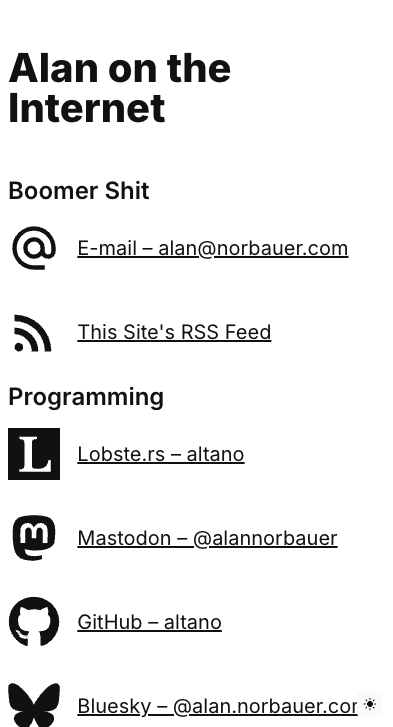 Alan on the
Internet
Boomer Shit
E-mail – alan@norbauer.com
This Site's RSS Feed
Programming
L
Lobste.rs – altano
m
Mastodon – @alannorbauer
GitHub – altano
Bluesky – @alan.norbauer.com